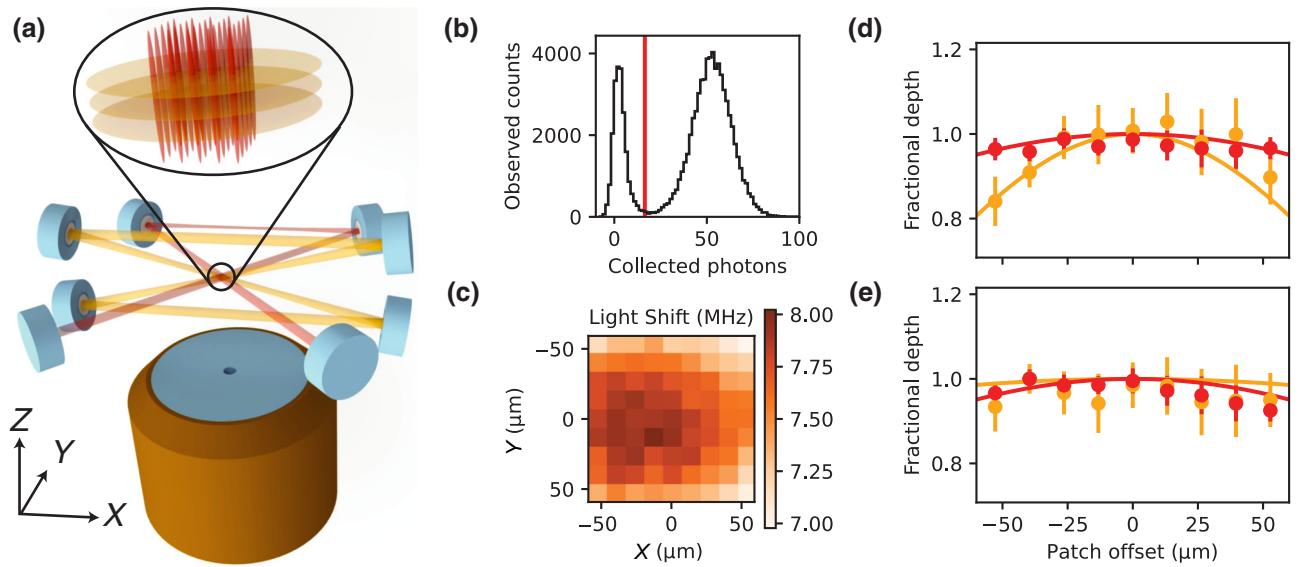 (a)
Z
Y
X
(b)
Observed counts
4000
2000
0
0
50
100
Collected photons
(c)
Light Shift (MHz)
−50
0
50
Y (μm)
−50
0
50
X (μm)
8.00
7.75
7.50
7.25
7.00
(d)
Fractional depth
1.2
1.0
0.8
(e)
Fractional depth
1.2
1.0
0.8
−50
−25
0
25
50
Patch offset (μm)